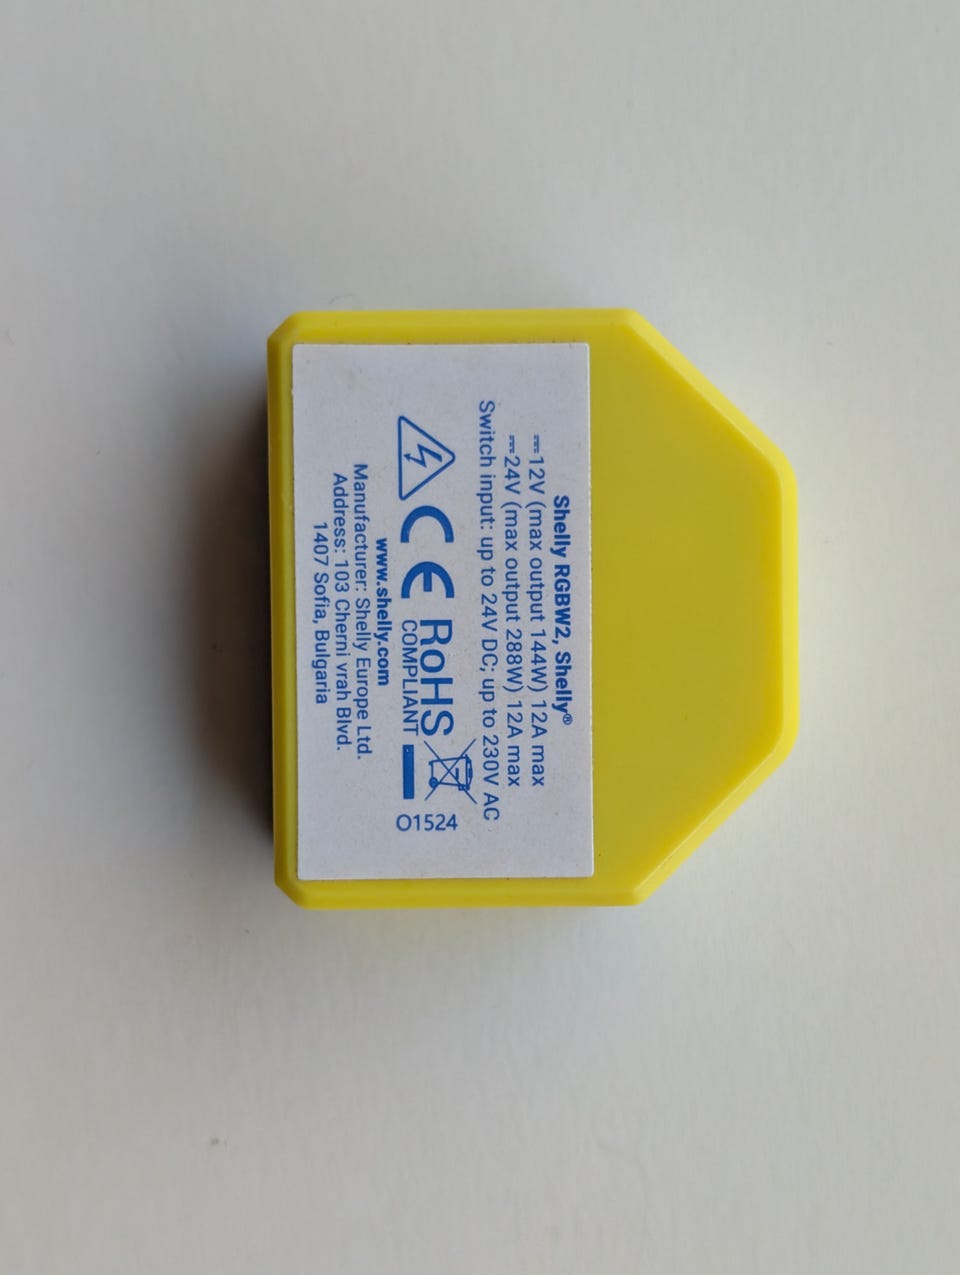 Shelly RGBW2, Shelly®
⎓12V (max output 144W) 12A max
⎓24V (max output 288W) 12A max
Switch input: up to 24V DC; up to 230V AC
CE RoHS
COMPLIANT
O1524
www.shelly.com
Manufacturer: Shelly Europe Ltd.
Address: 103 Cherni vrah Blvd.
1407 Sofia, Bulgaria